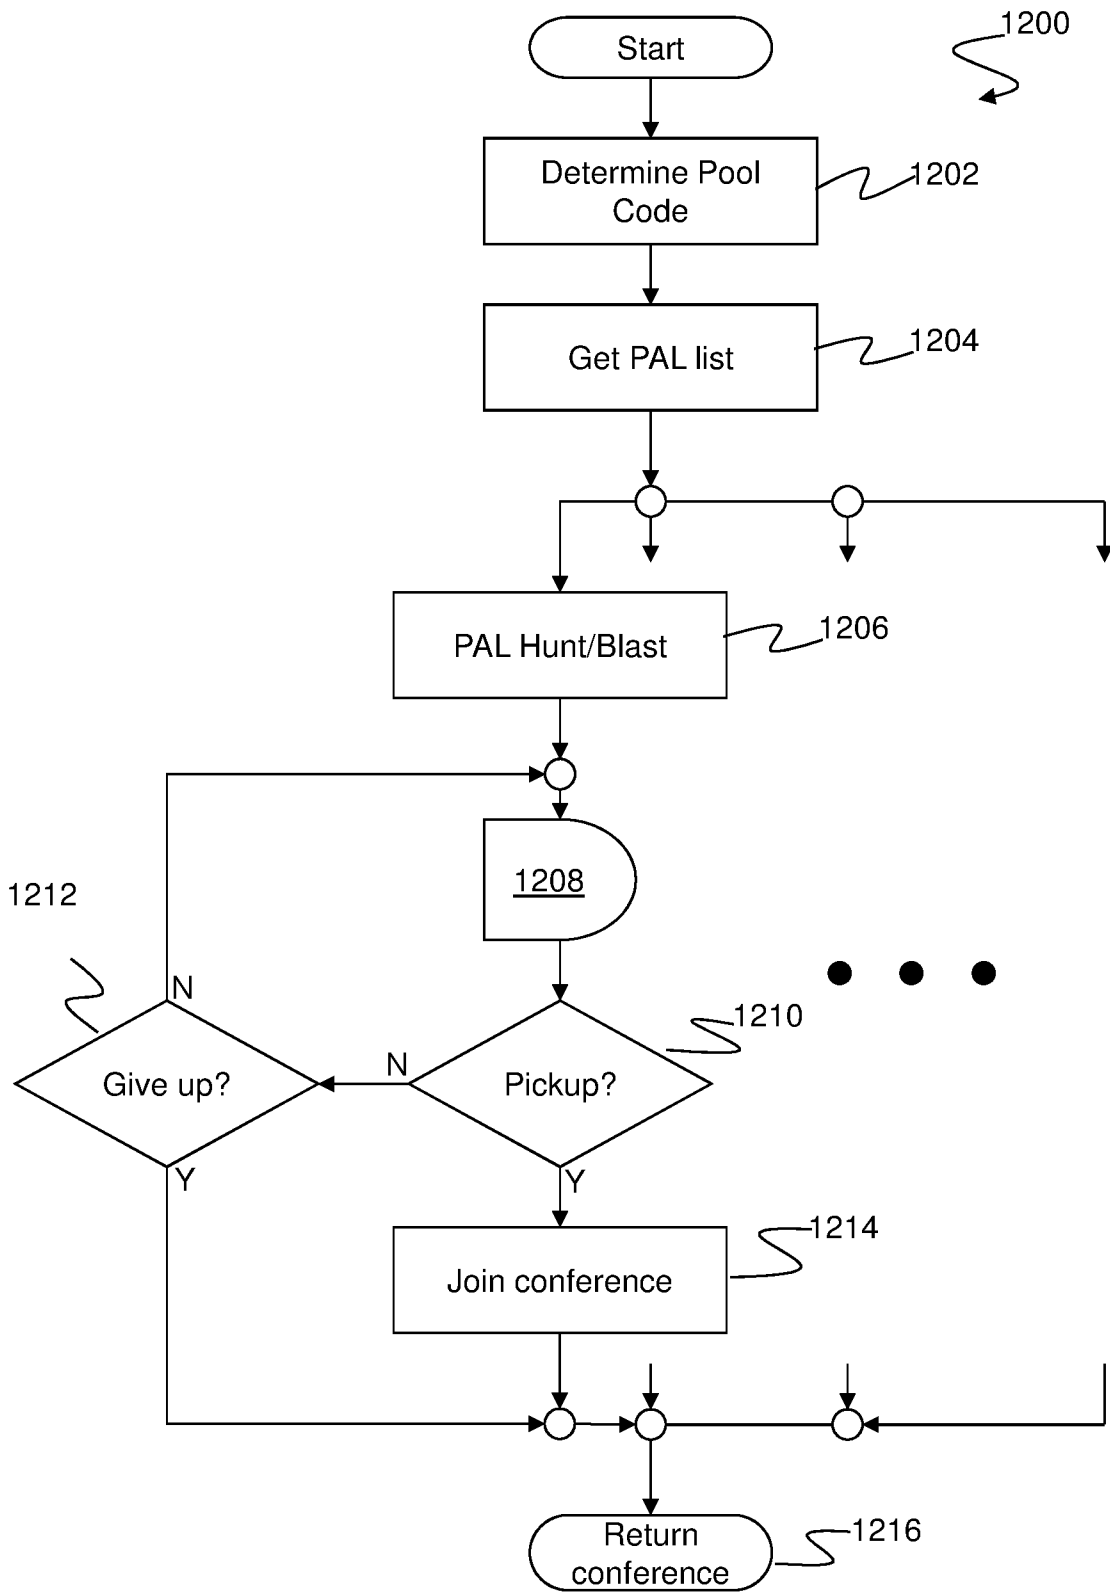 Start
1200
Determine Pool
Code
1202
Get PAL list
1204
PAL Hunt/Blast
1206
1208
1212
N
Give up?
Y
N
Pickup?
Y
1210
Join conference
1214
Return
conference
1216